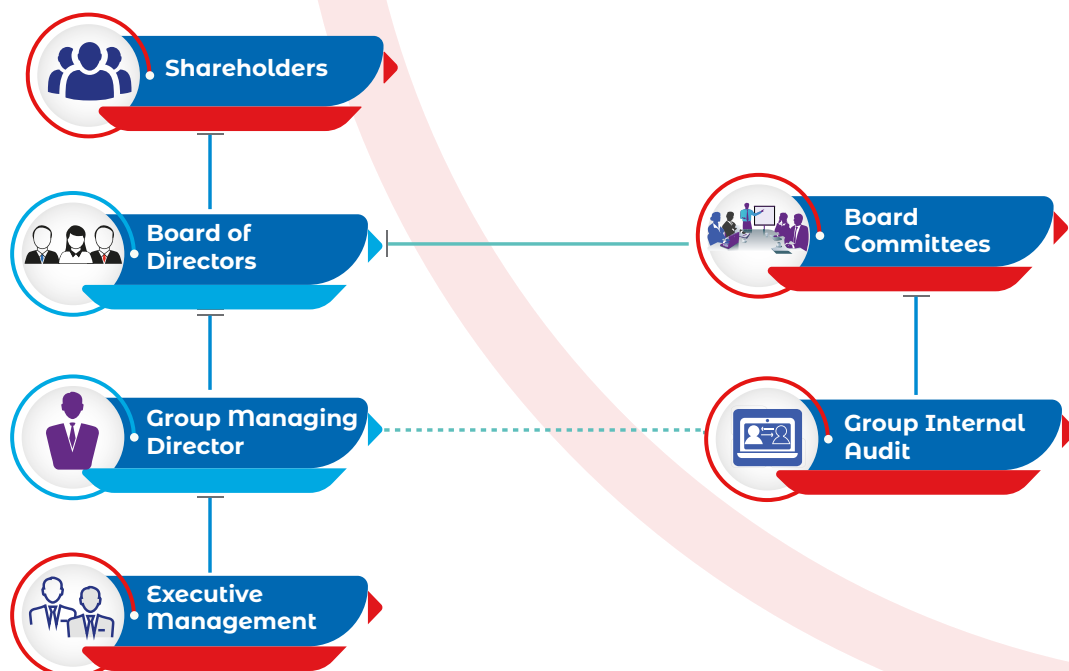 Shareholders
Board of
Directors
Board
Committees
Group Managing
Director
Group Internal
Audit
Executive
Management